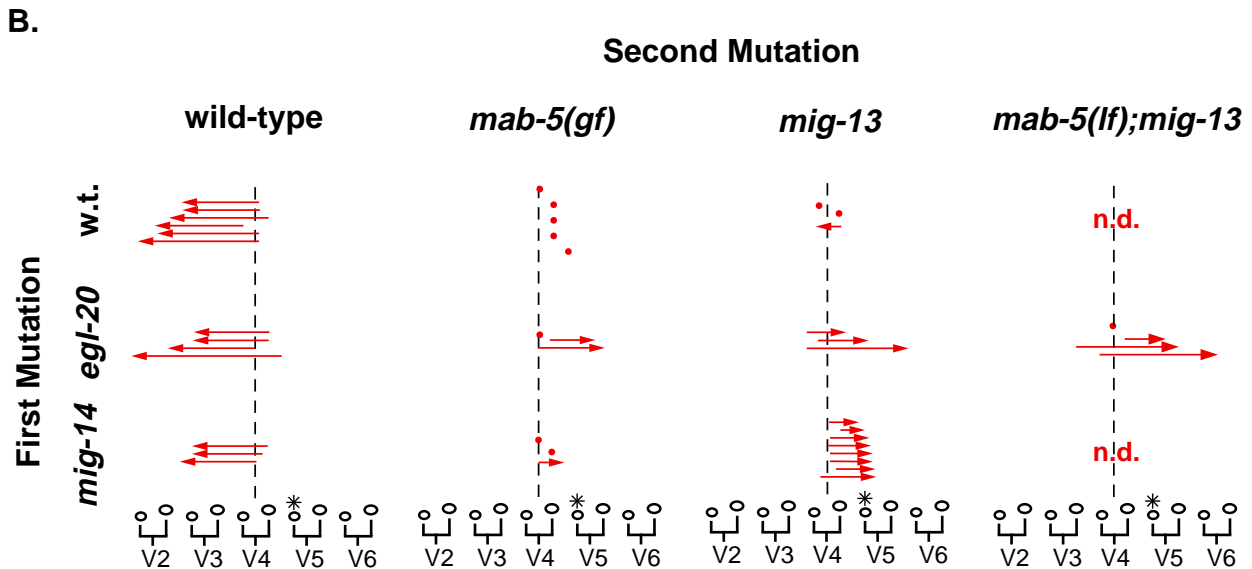 B.
Second Mutation
wild-type mab-5(gf) mig-13 mab-5(lf);mig-13
First Mutation
w.t.
n.d.
egl-20
mig-14
n.d.
* * * *
V2 V3 V4 V5 V6 V2 V3 V4 V5 V6 V2 V3 V4 V5 V6 V2 V3 V4 V5 V6